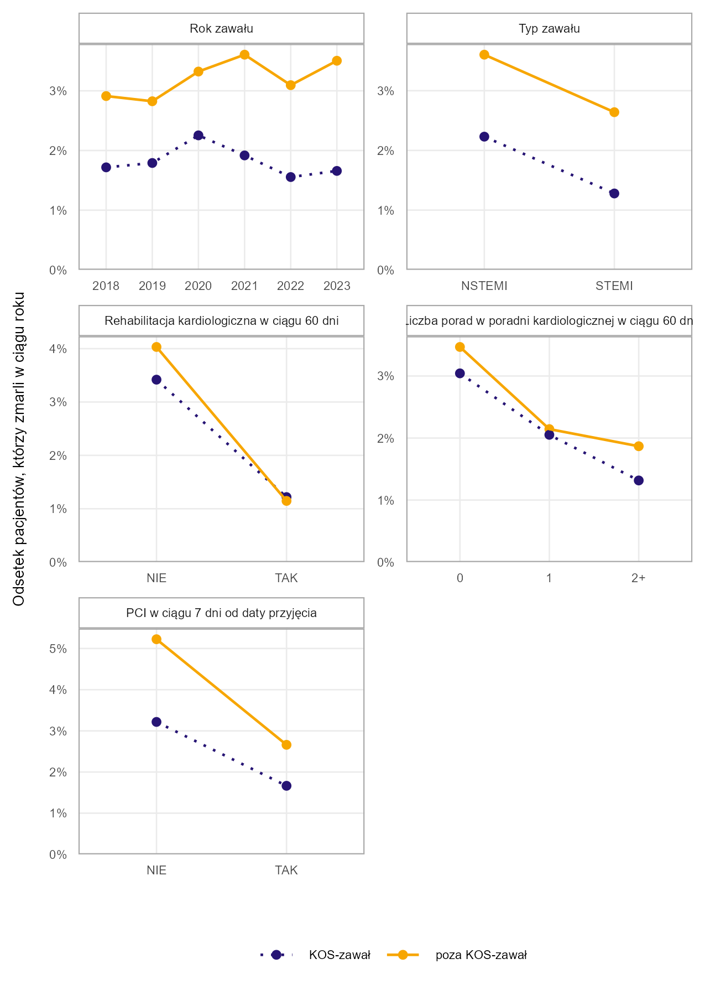 Odsetek pacjentów, którzy zmarli w ciągu roku
Rok zawału
3%
2%
1%
0%
2018 2019 2020 2021 2022 2023
Typ zawału
3%
2%
1%
0%
NSTEMI STEMI
Rehabilitacja kardiologiczna w ciągu 60 dni
4%
3%
2%
1%
0%
NIE TAK
Liczba porad w poradni kardiologicznej w ciągu 60 dn
3%
2%
1%
0%
0 1 2+
PCI w ciągu 7 dni od daty przyjęcia
5%
4%
3%
2%
1%
0%
NIE TAK
KOS-zawał poza KOS-zawał